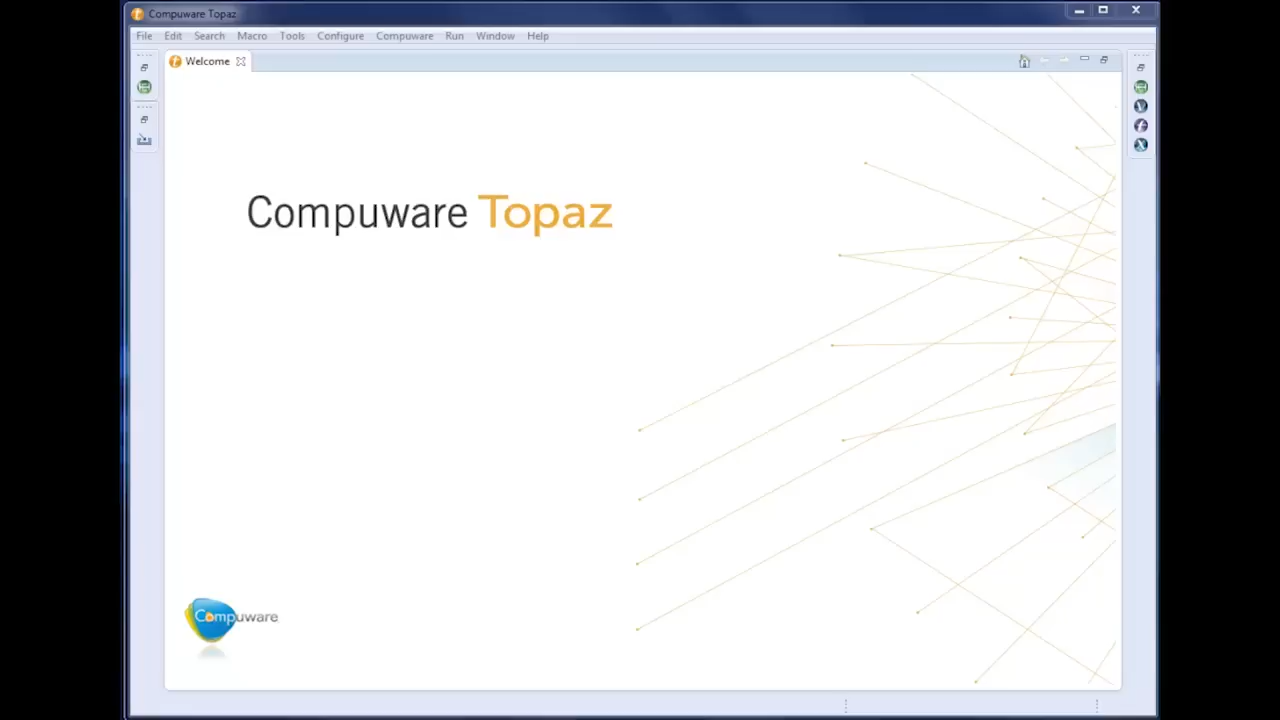 Compuware Topaz
File Edit Search Macro Tools Configure Compuware Run Window Help
Welcome
Compuware Topaz
Compuware